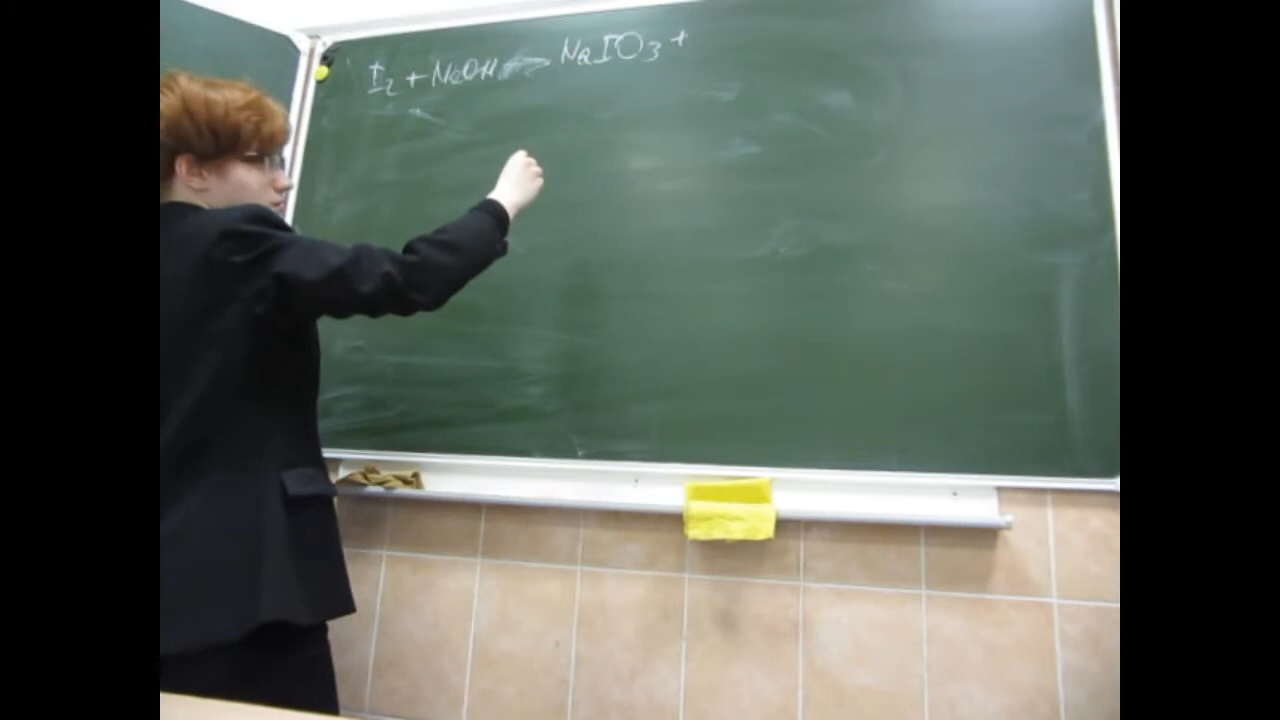 I₂ + NaOH → NaIO₃ +